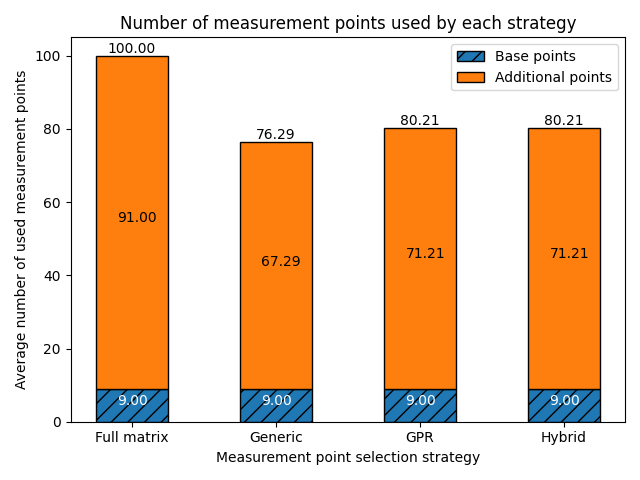 Number of measurement points used by each strategy
Base points
Additional points
Average number of used measurement points
100
80
60
40
20
0
100.00
76.29
80.21
80.21
91.00
67.29
71.21
71.21
9.00
9.00
9.00
9.00
Full matrix
Generic
GPR
Hybrid
Measurement point selection strategy